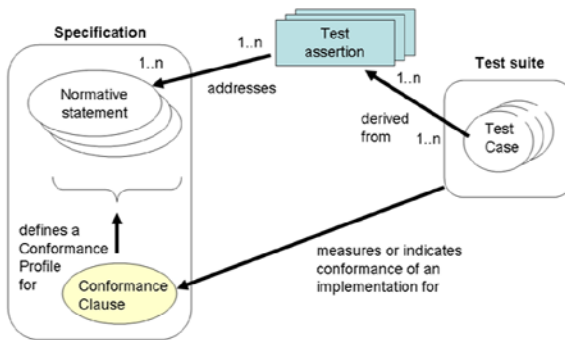 Specification
1..n
Test
assertion
1..n
addresses
1..n
Test suite
Normative
statement
derived
from
1..n
Test
Case
defines a
Conformance
Profile
for
measures or indicates
conformance of an
implementation for
Conformance
Clause